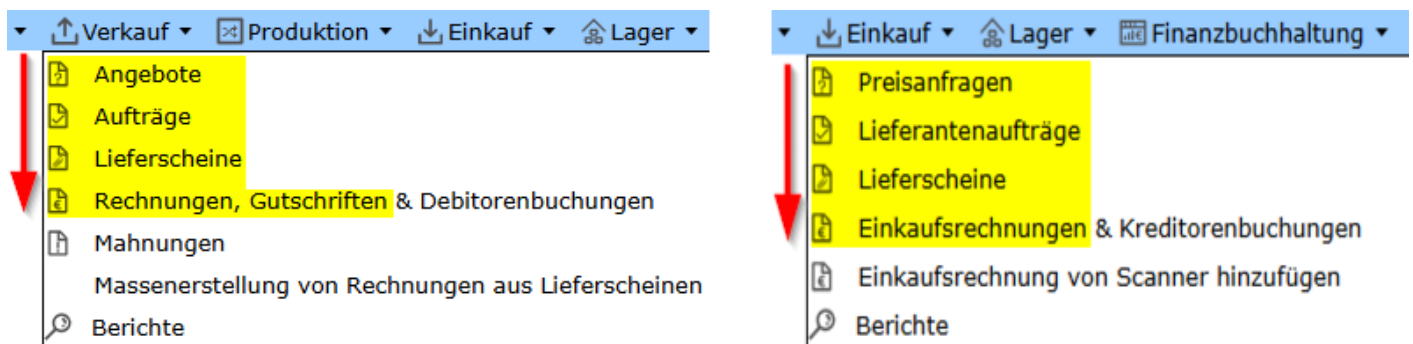 Verkauf Produktion Einkauf Lager
Angebote
Aufträge
Lieferscheine
Rechnungen, Gutschriften & Debitorenbuchungen
Mahnungen
Massenerstellung von Rechnungen aus Lieferscheinen
Berichte
Einkauf Lager Finanzbuchhaltung
Preisanfragen
Lieferantenaufträge
Lieferscheine
Einkaufsrechnungen & Kreditorenbuchungen
Einkaufsrechnung von Scanner hinzufügen
Berichte